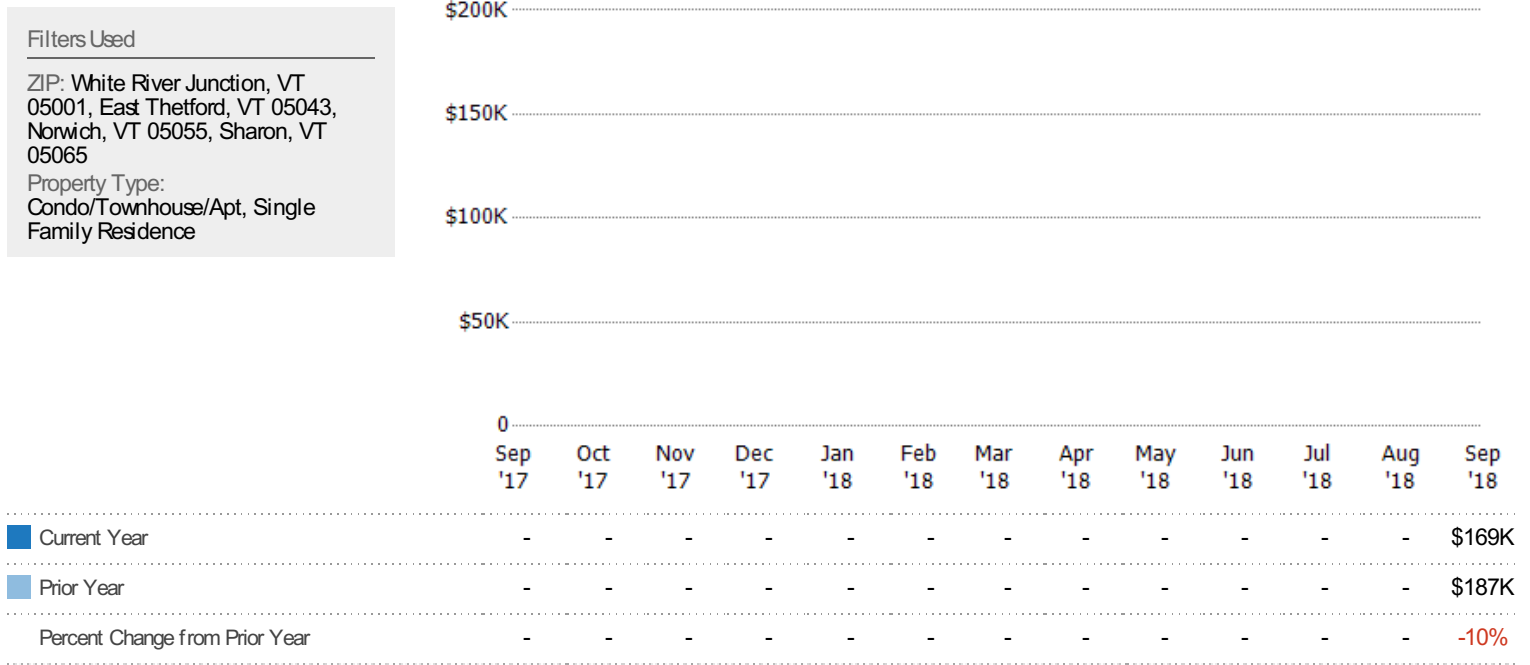 Filters Used
ZIP: White River Junction, VT
05001, East Thetford, VT 05043,
Norwich, VT 05055, Sharon, VT
05065
Property Type:
Condo/Townhouse/Apt, Single
Family Residence
$200K
$150K
$100K
$50K
0
Sep Oct Nov Dec Jan Feb Mar Apr May Jun Jul Aug Sep
'17 '17 '17 '17 '18 '18 '18 '18 '18 '18 '18 '18 '18
Current Year - - - - - - - - - - - - $169K
Prior Year - - - - - - - - - - - - $187K
Percent Change from Prior Year - - - - - - - - - - - - -10%